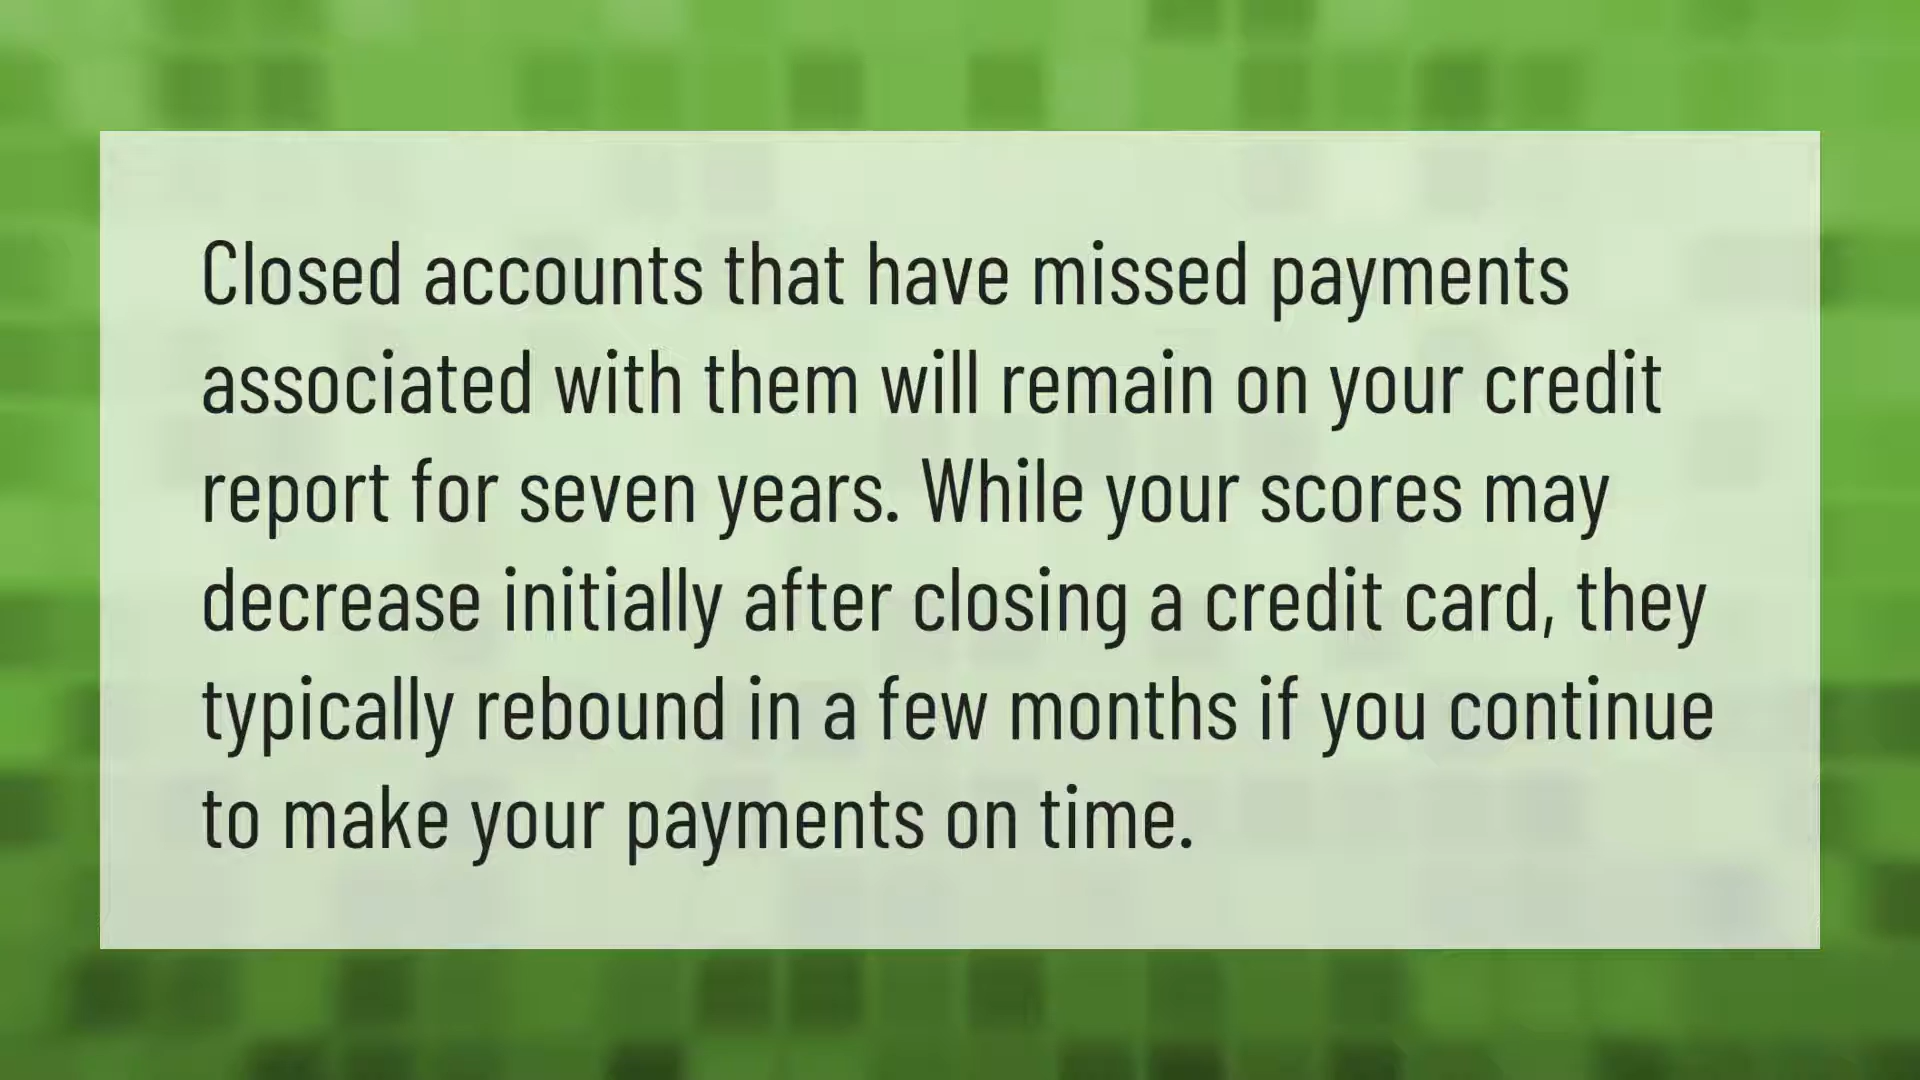 Closed accounts that have missed payments
associated with them will remain on your credit
report for seven years. While your scores may
decrease initially after closing a credit card, they
typically rebound in a few months if you continue
to make your payments on time.